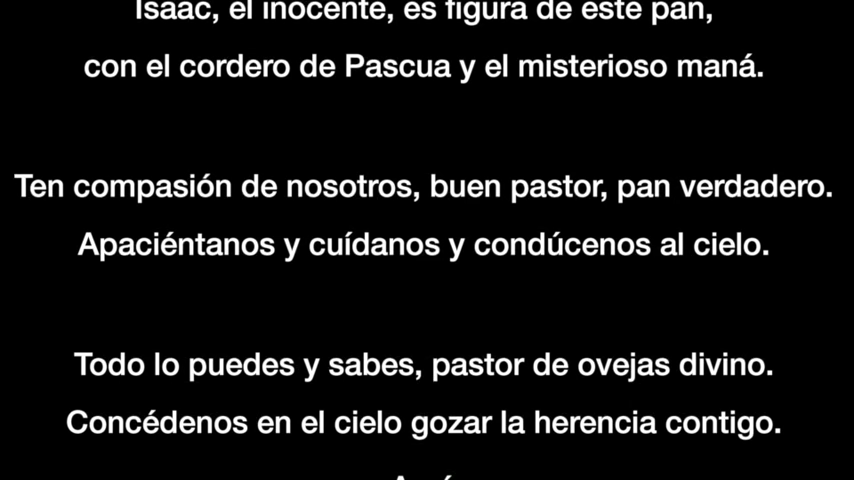 Isaac, el inocente, es figura de este pan,
con el cordero de Pascua y el misterioso maná.
Ten compasión de nosotros, buen pastor, pan verdadero.
Apaciéntanos y cuídanos y condúcenos al cielo.
Todo lo puedes y sabes, pastor de ovejas divino.
Concédenos en el cielo gozar la herencia contigo.